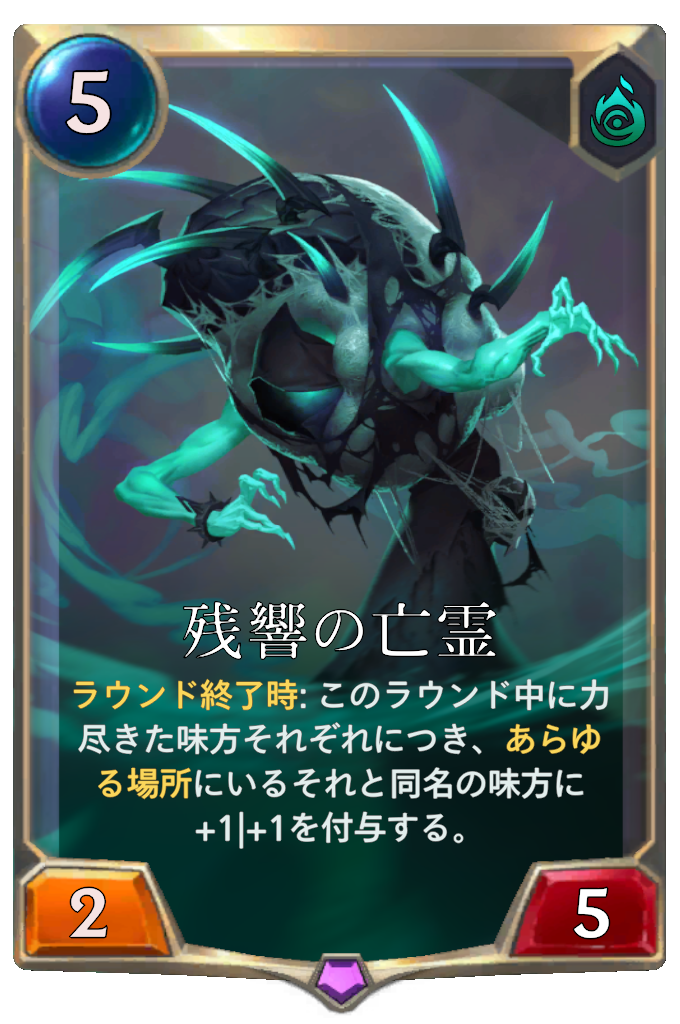 5
残響の亡霊
ラウンド終了時: このラウンド中に力
尽きた味方それぞれにつき、あらゆ
る場所にいるそれと同名の味方に
+1|+1を付与する。
2
5